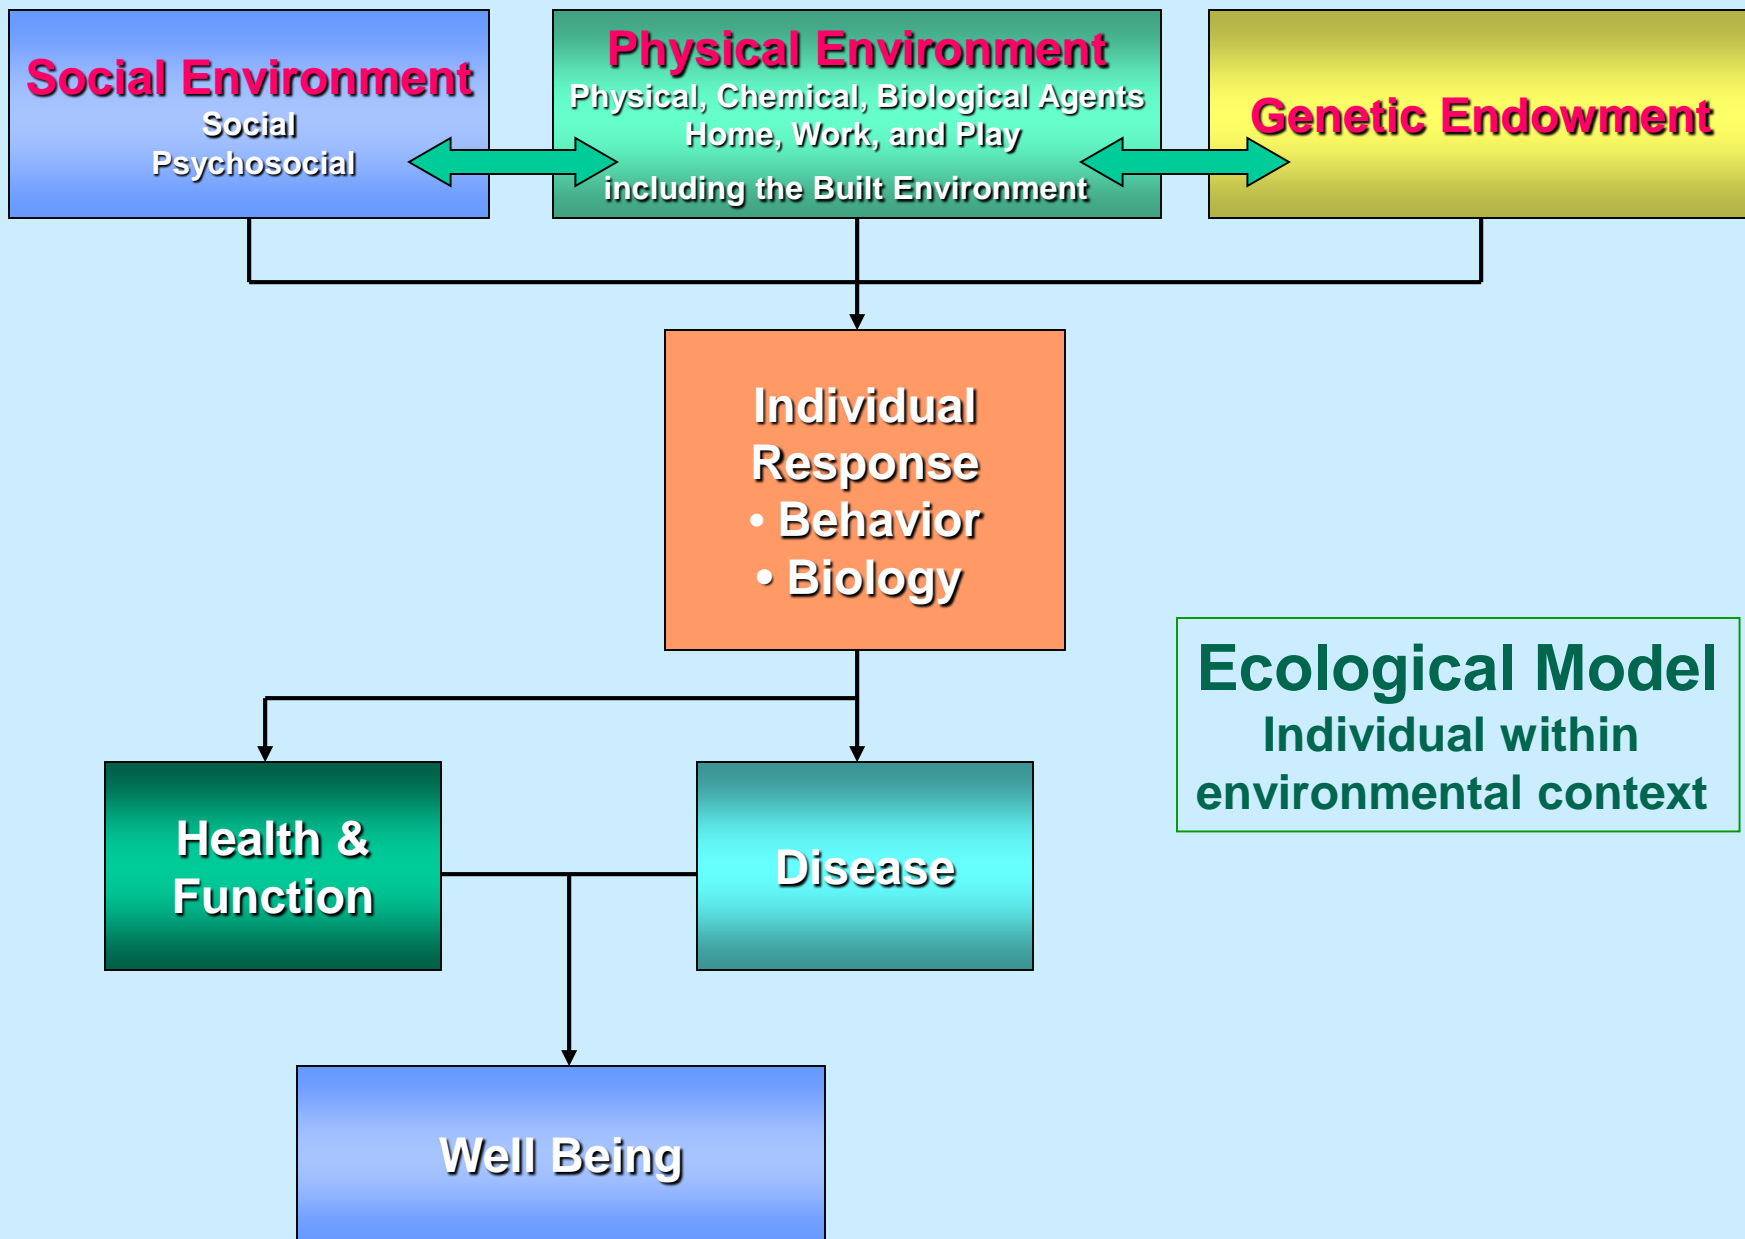 Social Environment
Social
Psychosocial
Physical Environment
Physical, Chemical, Biological Agents
Home, Work, and Play
including the Built Environment
Genetic Endowment
Individual
Response
• Behavior
• Biology
Ecological Model
Individual within
environmental context
Health &
Function
Disease
Well Being